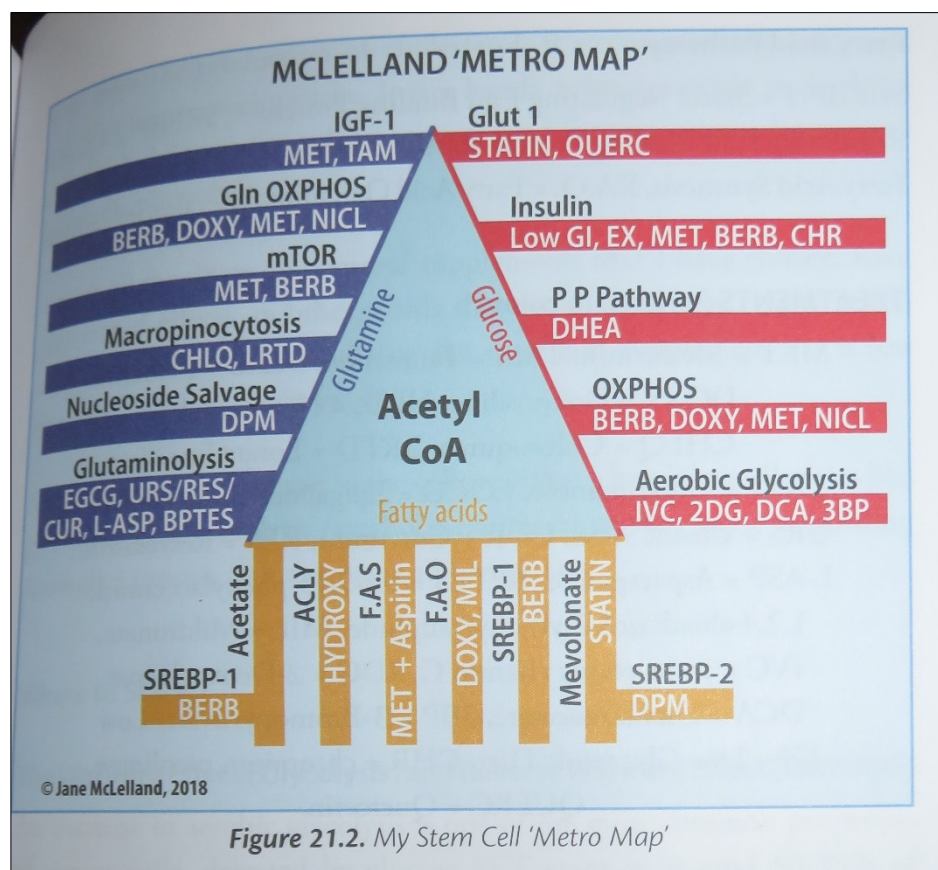 MCLELLAND 'METRO MAP'
IGF-1
MET, TAM
Gln OXPHOS
BERB, DOXY, MET, NICL
mTOR
MET, BERB
Macropinocytosis
CHLQ, LRTD
Nucleoside Salvage
DPM
Glutaminolysis
EGCG, URS/RES/
CUR, L-ASP, BPTES
Glutamine
Glut 1
STATIN, QUERC
Insulin
Low GI, EX, MET, BERB, CHR
P P Pathway
DHEA
OXPHOS
BERB, DOXY, MET, NICL
Aerobic Glycolysis
IVC, 2DG, DCA, 3BP
Glucose
Acetyl
CoA
Fatty acids
Acetate
ACLY
HYDROXY
F.A.S
MET + Aspirin
F.A.O
DOXY, MIL
SREBP-1
BERB
Mevolonate
STATIN
SREBP-1
BERB
SREBP-2
DPM
© Jane McLelland, 2018
Figure 21.2. My Stem Cell 'Metro Map'